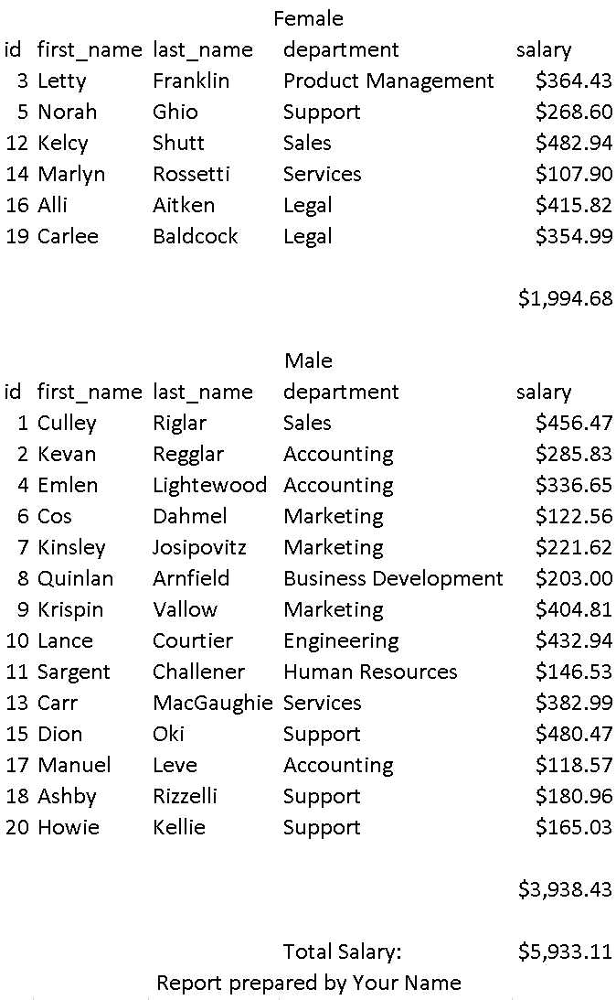 Female
id first_name last_name department salary
3 Letty Franklin Product Management $364.43
5 Norah Ghio Support $268.60
12 Kelcy Shutt Sales $482.94
14 Marlyn Rossetti Services $107.90
16 Alli Aitken Legal $415.82
19 Carlee Baldcock Legal $354.99
$1,994.68
Male
id first_name last_name department salary
1 Culley Riglar Sales $456.47
2 Kevan Regglar Accounting $285.83
4 Emlen Lightewood Accounting $336.65
6 Cos Dahmel Marketing $122.56
7 Kinsley Josipovitz Marketing $221.62
8 Quinlan Arnfield Business Development $203.00
9 Krispin Vallow Marketing $404.81
10 Lance Courtier Engineering $432.94
11 Sargent Challener Human Resources $146.53
13 Carr MacGaughie Services $382.99
15 Dion Oki Support $480.47
17 Manuel Leve Accounting $118.57
18 Ashby Rizzelli Support $180.96
20 Howie Kellie Support $165.03
$3,938.43
Total Salary: $5,933.11
Report prepared by Your Name